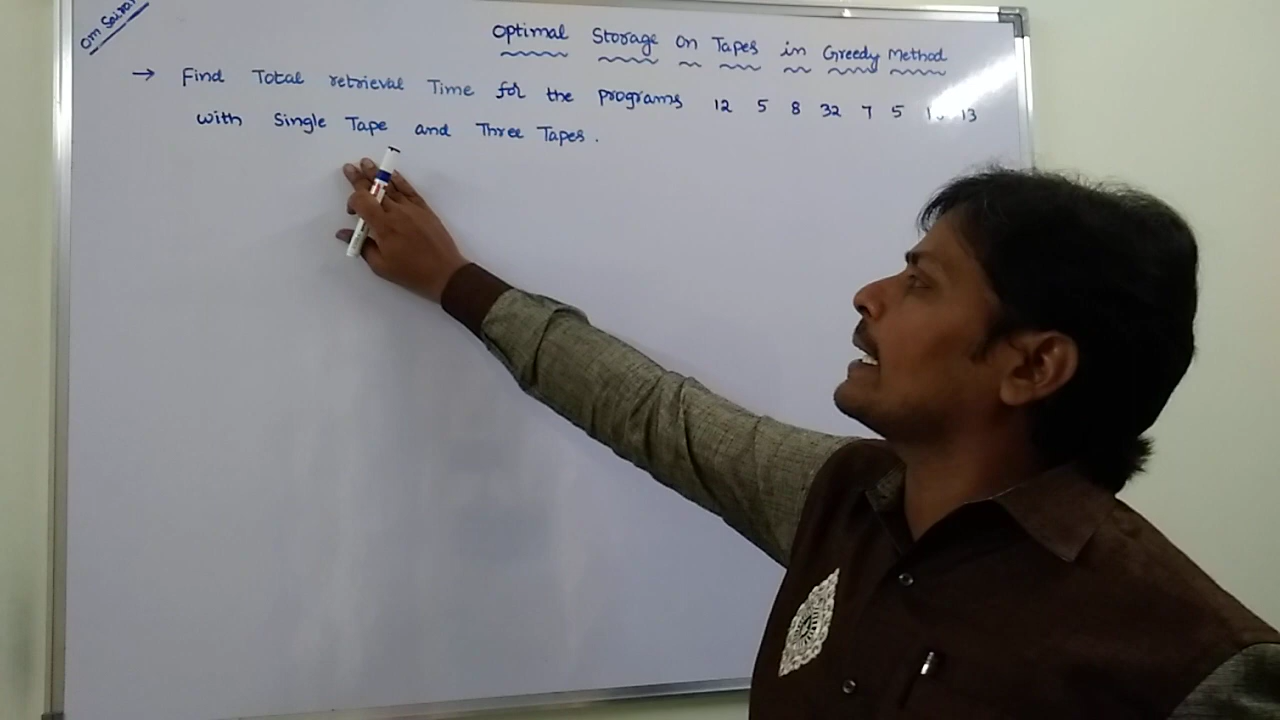 Om Sairam
Optimal Storage on Tapes in Greedy Method
→ Find Total retrieval Time for the programs 12 5 8 32 7 5 13
with Single Tape and Three Tapes.